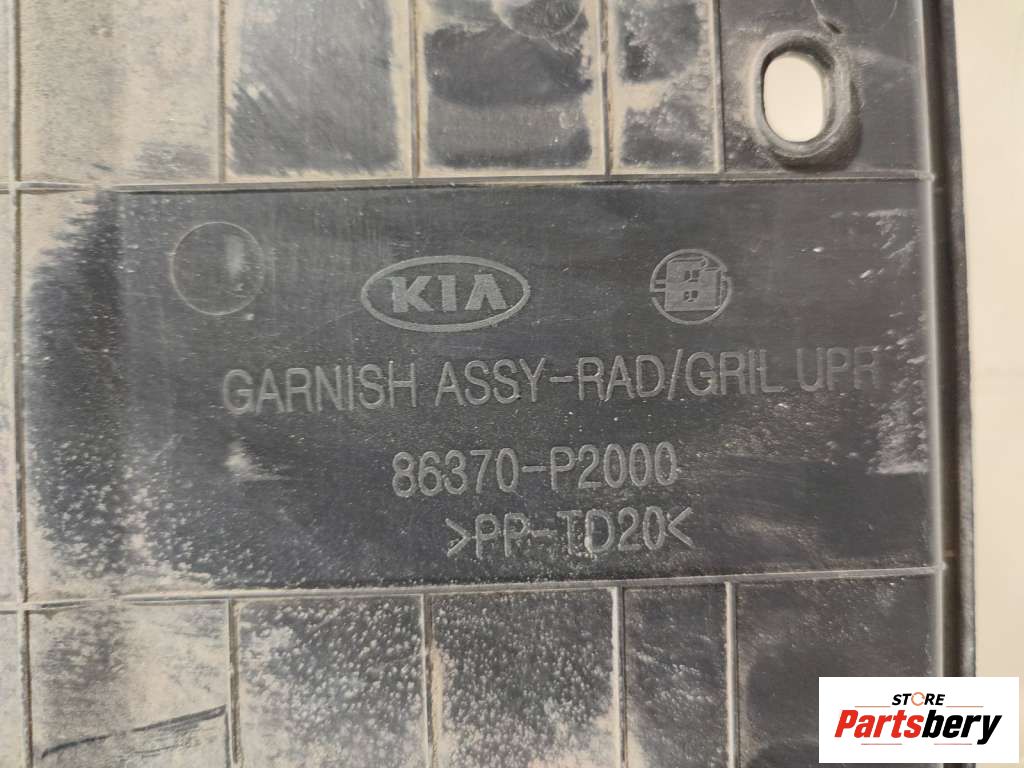 KIA
GARNISH ASSY-RAD/GRIL UPR
86370-P2000
>PP-TD20<
STORE
Partsbery